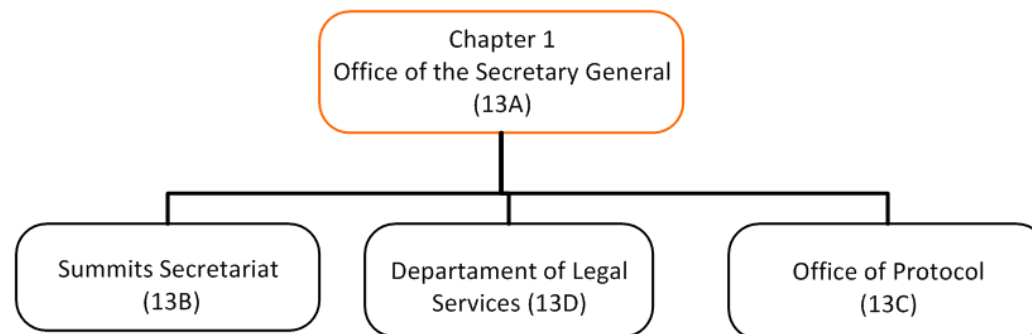 Chapter 1
Office of the Secretary General
(13A)
Summits Secretariat
(13B)
Departament of Legal
Services (13D)
Office of Protocol
(13C)